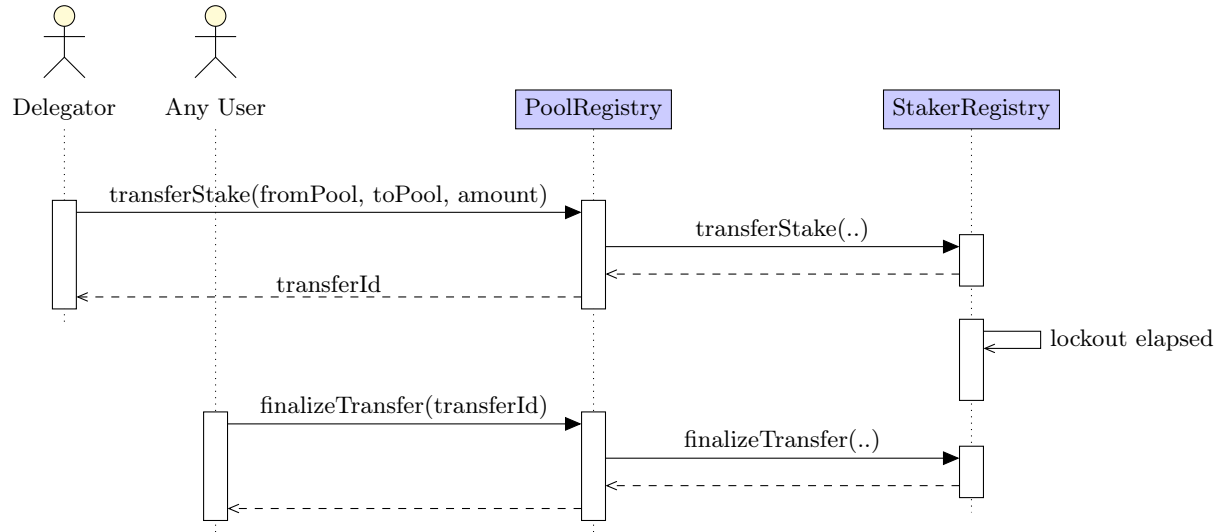 Delegator
Any User
PoolRegistry
StakerRegistry
transferStake(fromPool, toPool, amount)
transferStake(..)
transferId
lockout elapsed
finalizeTransfer(transferId)
finalizeTransfer(..)